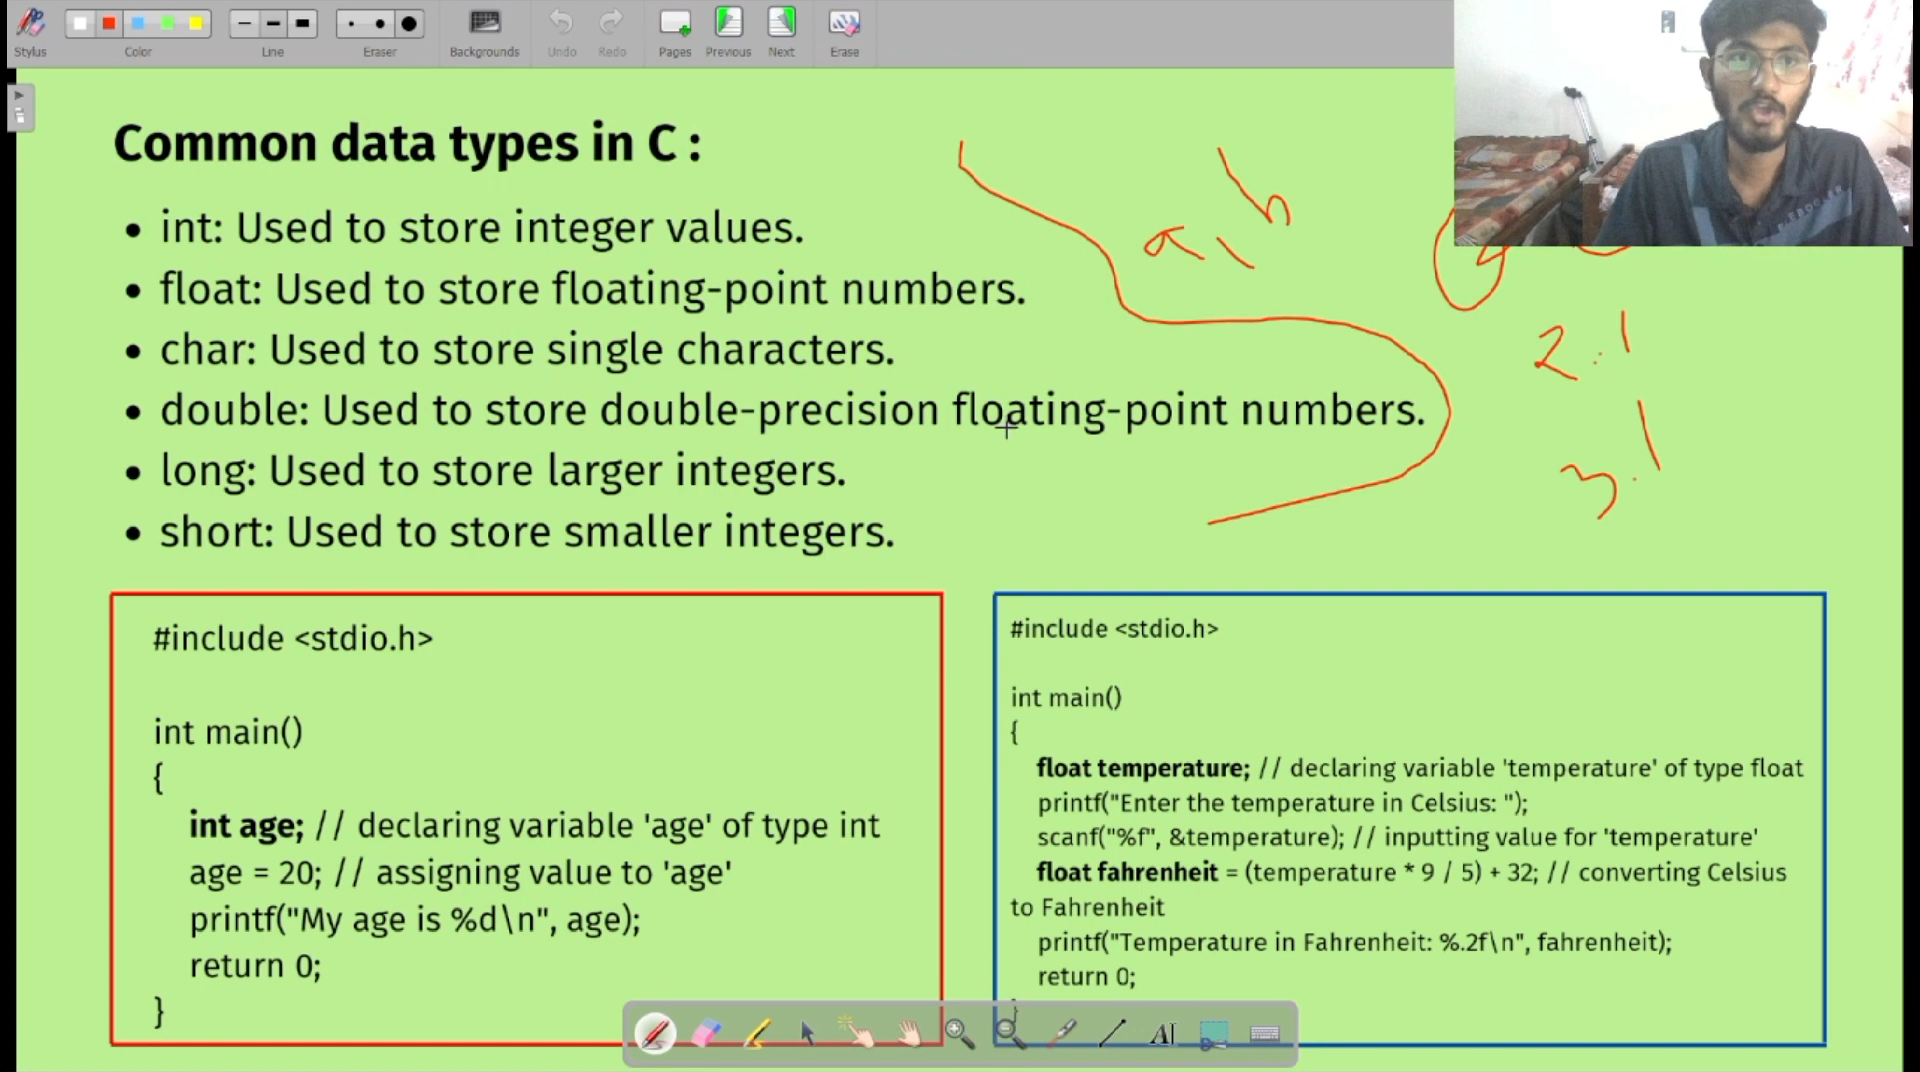 Stylus
Color
Line
Eraser
Backgrounds
Undo
Redo
Pages
Previous
Next
Erase
Common data types in C :
• int: Used to store integer values.
• float: Used to store floating-point numbers.
• char: Used to store single characters.
• double: Used to store double-precision floating-point numbers.
• long: Used to store larger integers.
• short: Used to store smaller integers.
a, b
2.1
3.1
#include <stdio.h>
int main()
{
int age; // declaring variable 'age' of type int
age = 20; // assigning value to 'age'
printf("My age is %d\n", age);
return 0;
}
#include <stdio.h>
int main()
{
float temperature; // declaring variable 'temperature' of type float
printf("Enter the temperature in Celsius: ");
scanf("%f", &temperature); // inputting value for 'temperature'
float fahrenheit = (temperature * 9 / 5) + 32; // converting Celsius
to Fahrenheit
printf("Temperature in Fahrenheit: %.2f\n", fahrenheit);
return 0;
}
AI